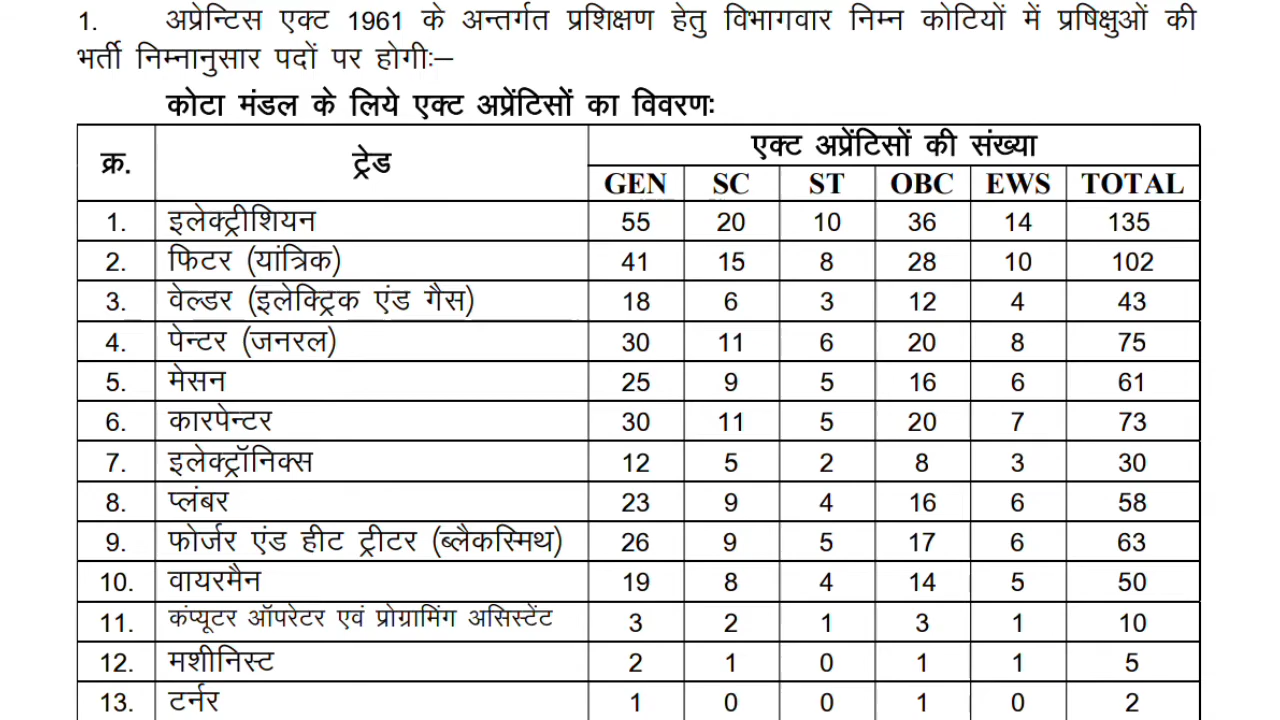 1. अप्रेन्टिस एक्ट 1961 के अन्तर्गत प्रशिक्षण हेतु विभागवार निम्न कोटियों में प्रषिक्षुओं की
भर्ती निम्नानुसार पदों पर होगीः–
कोटा मंडल के लिये एक्ट अप्रेंटिसों का विवरणः
क्र. ट्रेड एक्ट अप्रेंटिसों की संख्या
GEN SC ST OBC EWS TOTAL
1. इलेक्ट्रीशियन 55 20 10 36 14 135
2. फिटर (यांत्रिक) 41 15 8 28 10 102
3. वेल्डर (इलेक्ट्रिक एंड गैस) 18 6 3 12 4 43
4. पेन्टर (जनरल) 30 11 6 20 8 75
5. मेसन 25 9 5 16 6 61
6. कारपेन्टर 30 11 5 20 7 73
7. इलेक्ट्रॉनिक्स 12 5 2 8 3 30
8. प्लंबर 23 9 4 16 6 58
9. फोर्जर एंड हीट ट्रीटर (ब्लैकस्मिथ) 26 9 5 17 6 63
10. वायरमैन 19 8 4 14 5 50
11. कंप्यूटर ऑपरेटर एवं प्रोग्रामिंग असिस्टेंट 3 2 1 3 1 10
12. मशीनिस्ट 2 1 0 1 1 5
13. टर्नर 1 0 0 1 0 2